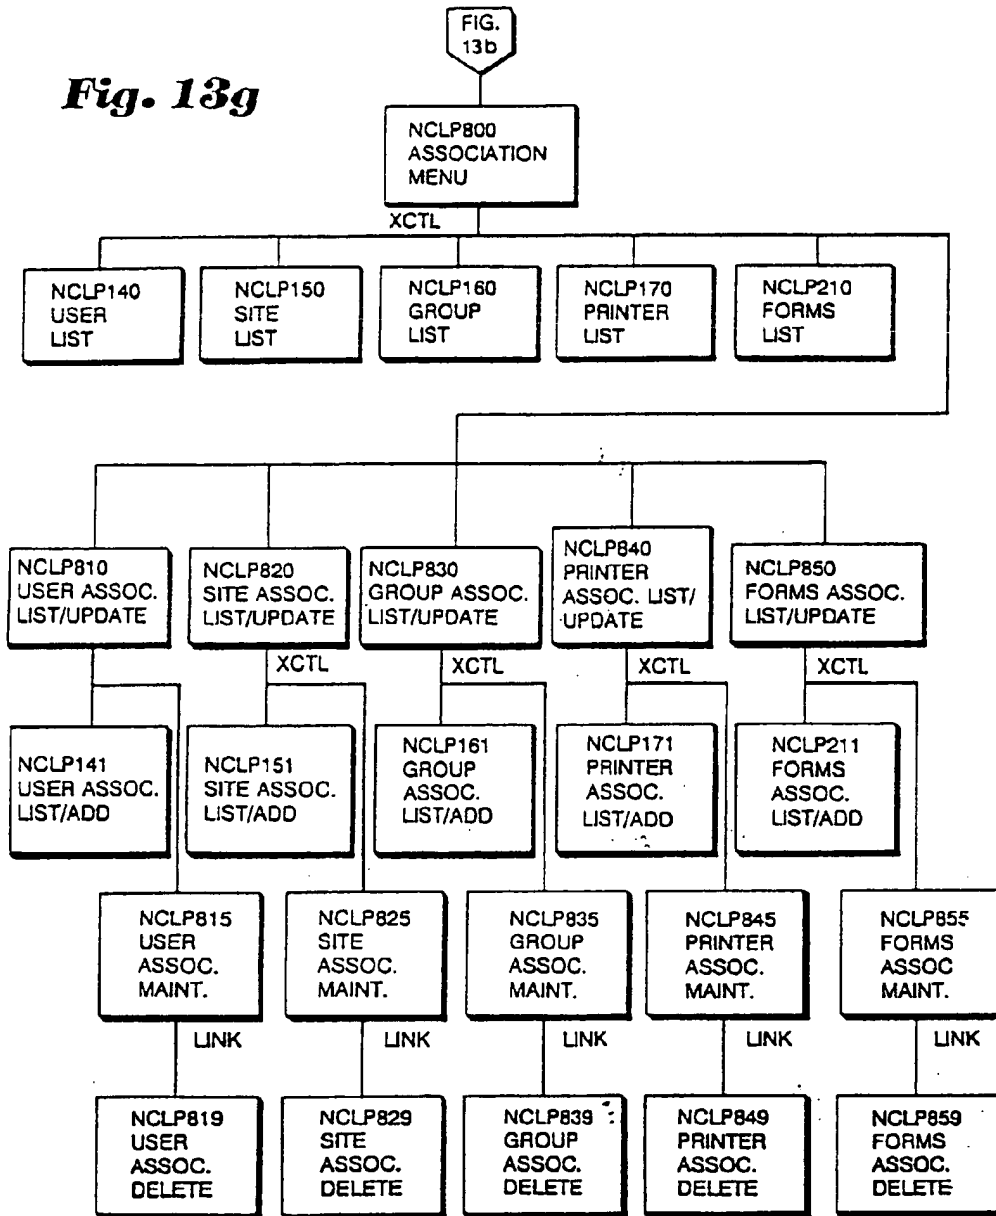 FIG.
13b
Fig. 13g
NCLP800
ASSOCIATION
MENU
XCTL
NCLP140
USER
LIST
NCLP150
SITE
LIST
NCLP160
GROUP
LIST
NCLP170
PRINTER
LIST
NCLP210
FORMS
LIST
NCLP810
USER ASSOC.
LIST/UPDATE
NCLP820
SITE ASSOC.
LIST/UPDATE
NCLP830
GROUP ASSOC.
LIST/UPDATE
NCLP840
PRINTER
ASSOC. LIST/
UPDATE
NCLP850
FORMS ASSOC.
LIST/UPDATE
XCTL
XCTL
XCTL
XCTL
NCLP141
USER ASSOC.
LIST/ADD
NCLP151
SITE ASSOC.
LIST/ADD
NCLP161
GROUP
ASSOC.
LIST/ADD
NCLP171
PRINTER
ASSOC.
LIST/ADD
NCLP211
FORMS
ASSOC.
LIST/ADD
NCLP815
USER
ASSOC.
MAINT.
NCLP825
SITE
ASSOC.
MAINT.
NCLP835
GROUP
ASSOC.
MAINT.
NCLP845
PRINTER
ASSOC.
MAINT.
NCLP855
FORMS
ASSOC
MAINT.
LINK
LINK
LINK
LINK
LINK
NCLP819
USER
ASSOC.
DELETE
NCLP829
SITE
ASSOC.
DELETE
NCLP839
GROUP
ASSOC.
DELETE
NCLP849
PRINTER
ASSOC.
DELETE
NCLP859
FORMS
ASSOC.
DELETE